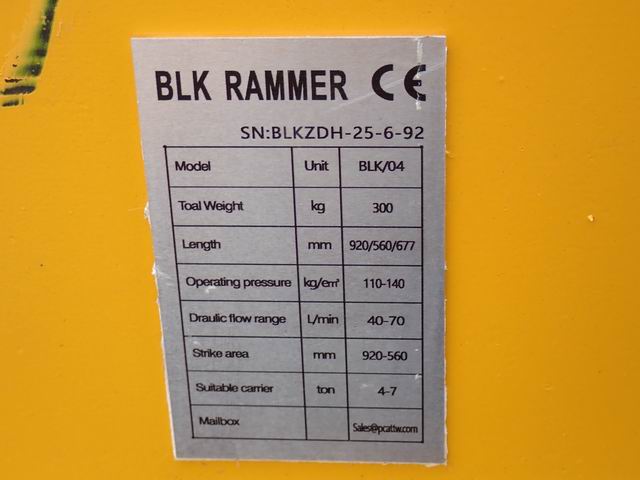 BLK RAMMER CE
SN:BLKZDH-25-6-92
Model Unit BLK/04
Toal Weight kg 300
Length mm 920/560/677
Operating pressure kg/em² 110-140
Draulic flow range L/min 40-70
Strike area mm 920-560
Suitable carrier ton 4-7
Mailbox Sales@pcattw.com